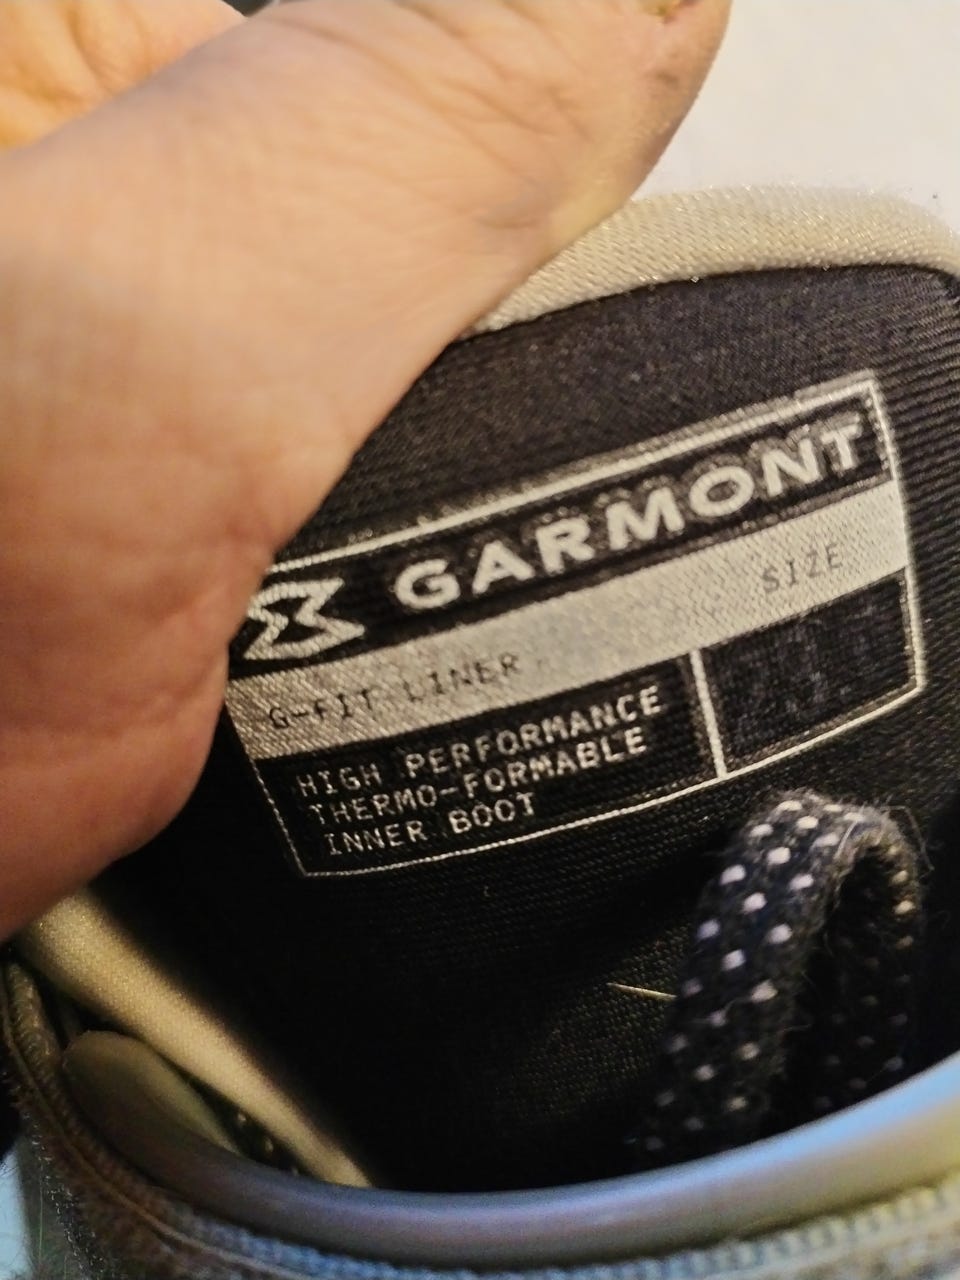 GARMONT
G-FIT LINER SIZE
HIGH PERFORMANCE
THERMO-FORMABLE
INNER BOOT